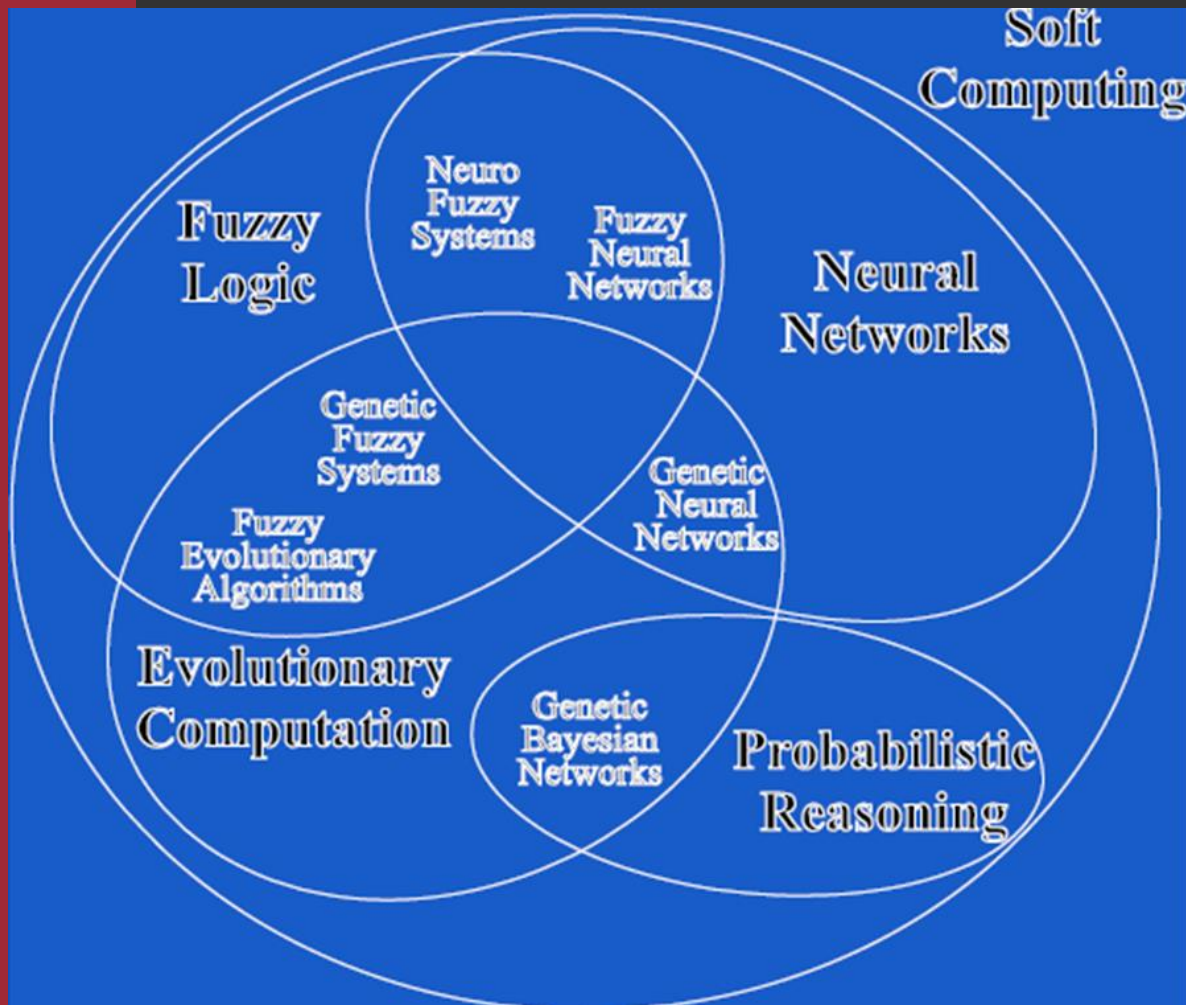 Soft
Computing
Neuro
Fuzzy
Systems
Fuzzy
Logic
Fuzzy
Neural
Networks
Neural
Networks
Genetic
Fuzzy
Systems
Genetic
Neural
Networks
Fuzzy
Evolutionary
Algorithms
Evolutionary
Computation
Genetic
Bayesian
Networks
Probabilistic
Reasoning